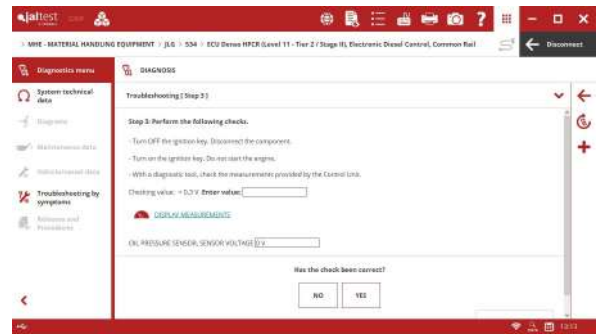 jaltest
MHE - MATERIAL HANDLING EQUIPMENT > JLG > 534 > ECU Denso HPCR (Level 11 - Tier 2 / Stage II), Electronic Diesel Control, Common Rail
Disconnect
Diagnostics menu
DIAGNOSIS
System technical data
Troubleshooting [ Step 3 ]
Diagrams
Step 3: Perform the following checks.
- Turn OFF the ignition key. Disconnect the component.
Maintenance data
- Turn on the ignition key. Do not start the engine.
- With a diagnostic tool, check the measurements provided by the Control Unit.
Troubleshooting by symptoms
Checking value: < 0,3 V Enter value:
DISPLAY MEASUREMENTS
OIL PRESSURE SENSOR, SENSOR VOLTAGE 0 V
Has the check been correct?
NO YES